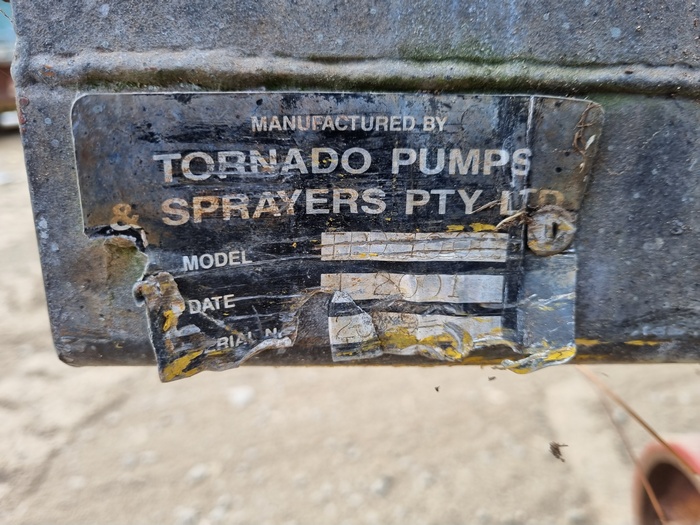 MANUFACTURED BY
TORNADO PUMPS
& SPRAYERS PTY LTD
MODEL
DATE